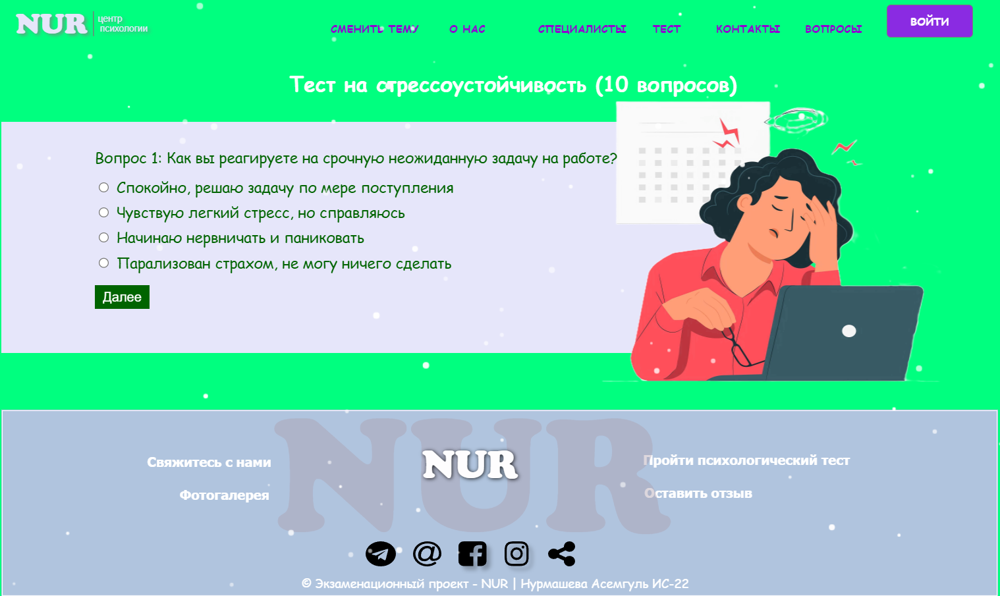 NUR
центр
психологии
СМЕНИТЬ ТЕМУ
О НАС
СПЕЦИАЛИСТЫ
ТЕСТ
КОНТАКТЫ
ВОПРОСЫ
ВОЙТИ
Тест на стрессоустойчивость (10 вопросов)
Вопрос 1: Как вы реагируете на срочную неожиданную задачу на работе?
Спокойно, решаю задачу по мере поступления
Чувствую легкий стресс, но справляюсь
Начинаю нервничать и паниковать
Парализован страхом, не могу ничего сделать
Далее
NUR
NUR
Свяжитесь с нами
Пройти психологический тест
Фотогалерея
Оставить отзыв
© Экзаменационный проект - NUR | Нурмашева Асемгуль ИС-22